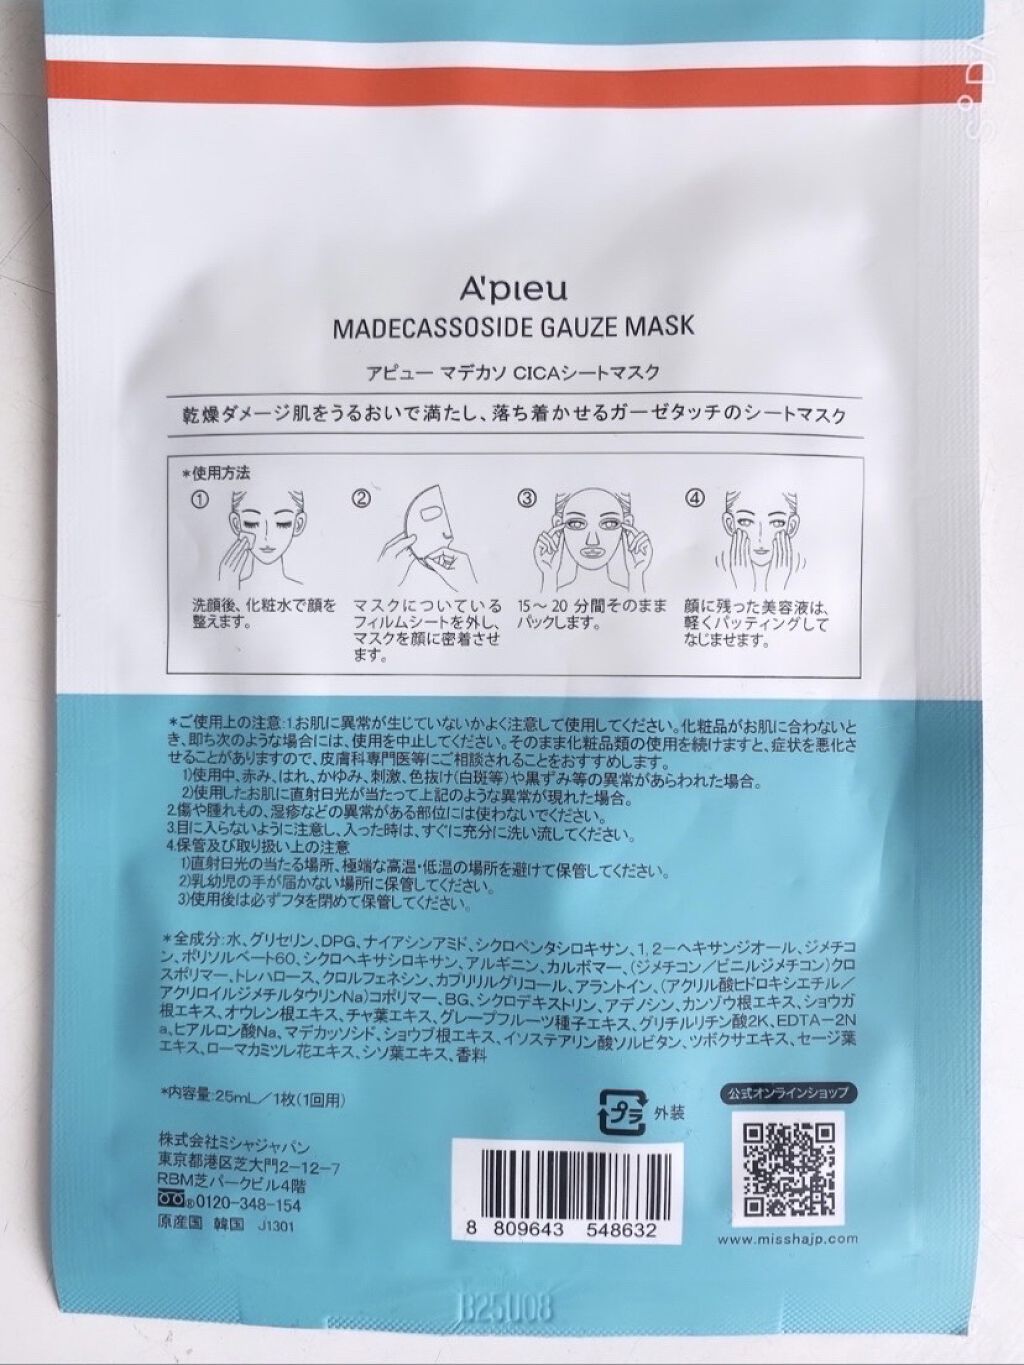 A'pieu
MADECASSOSIDE GAUZE MASK
アピュー マデカソ CICAシートマスク
乾燥ダメージ肌をうるおいで満たし、落ち着かせるガーゼタッチのシートマスク
*使用方法
①
洗顔後、化粧水で顔を
整えます。
②
マスクについている
フィルムシートを外し、
マスクを顔に密着させ
ます。
③
15〜20 分間そのまま
パックします。
④
顔に残った美容液は、
軽くパッティングして
なじませます。
*ご使用上の注意:1.お肌に異常が生じていないかよく注意して使用してください。化粧品がお肌に合わないと
き、即ち次のような場合には、使用を中止してください。そのまま化粧品類の使用を続けますと、症状を悪化さ
せることがありますので、皮膚科専門医等にご相談されることをおすすめします。
1)使用中、赤み、はれ、かゆみ、刺激、色抜け(白斑等)や黒ずみ等の異常があらわれた場合。
2)使用したお肌に直射日光が当たって上記のような異常が現れた場合。
2.傷や腫れもの、湿疹などの異常がある部位には使わないでください。
3.目に入らないように注意し、入った時は、すぐに充分に洗い流してください。
4.保管及び取り扱い上の注意
1)直射日光の当たる場所、極端な高温・低温の場所を避けて保管してください。
2)乳幼児の手が届かない場所に保管してください。
3)使用後は必ずフタを閉めて保管してください。
*全成分:水、グリセリン、DPG、ナイアシンアミド、シクロペンタシロキサン、1,2－ヘキサンジオール、ジメチコ
ン、ポリソルベート60、シクロヘキサシロキサン、アルギニン、カルボマー、(ジメチコン／ビニルジメチコン)クロ
スポリマー、トレハロース、クロルフェネシン、カプリリルグリコール、アラントイン、(アクリル酸ヒドロキシエチル／
アクリロイルジメチルタウリンNa)コポリマー、BG、シクロデキストリン、アデノシン、カンゾウ根エキス、ショウガ
根エキス、オウレン根エキス、チャ葉エキス、グレープフルーツ種子エキス、グリチルリチン酸2K、EDTA－2N
a、ヒアルロン酸Na、マデカッソシド、ショウブ根エキス、イソステアリン酸ソルビタン、ツボクサエキス、セージ葉
エキス、ローマカミツレ花エキス、シソ葉エキス、香料
*内容量:25mL／1枚(1回用)
株式会社ミシャジャパン
東京都港区芝大門2－12－7
RBM芝パークビル4階
®0120－348－154
原産国 韓国 J1301
プラ 外装
8 809643 548632
公式オンラインショップ
www.misshajp.com
B25U08